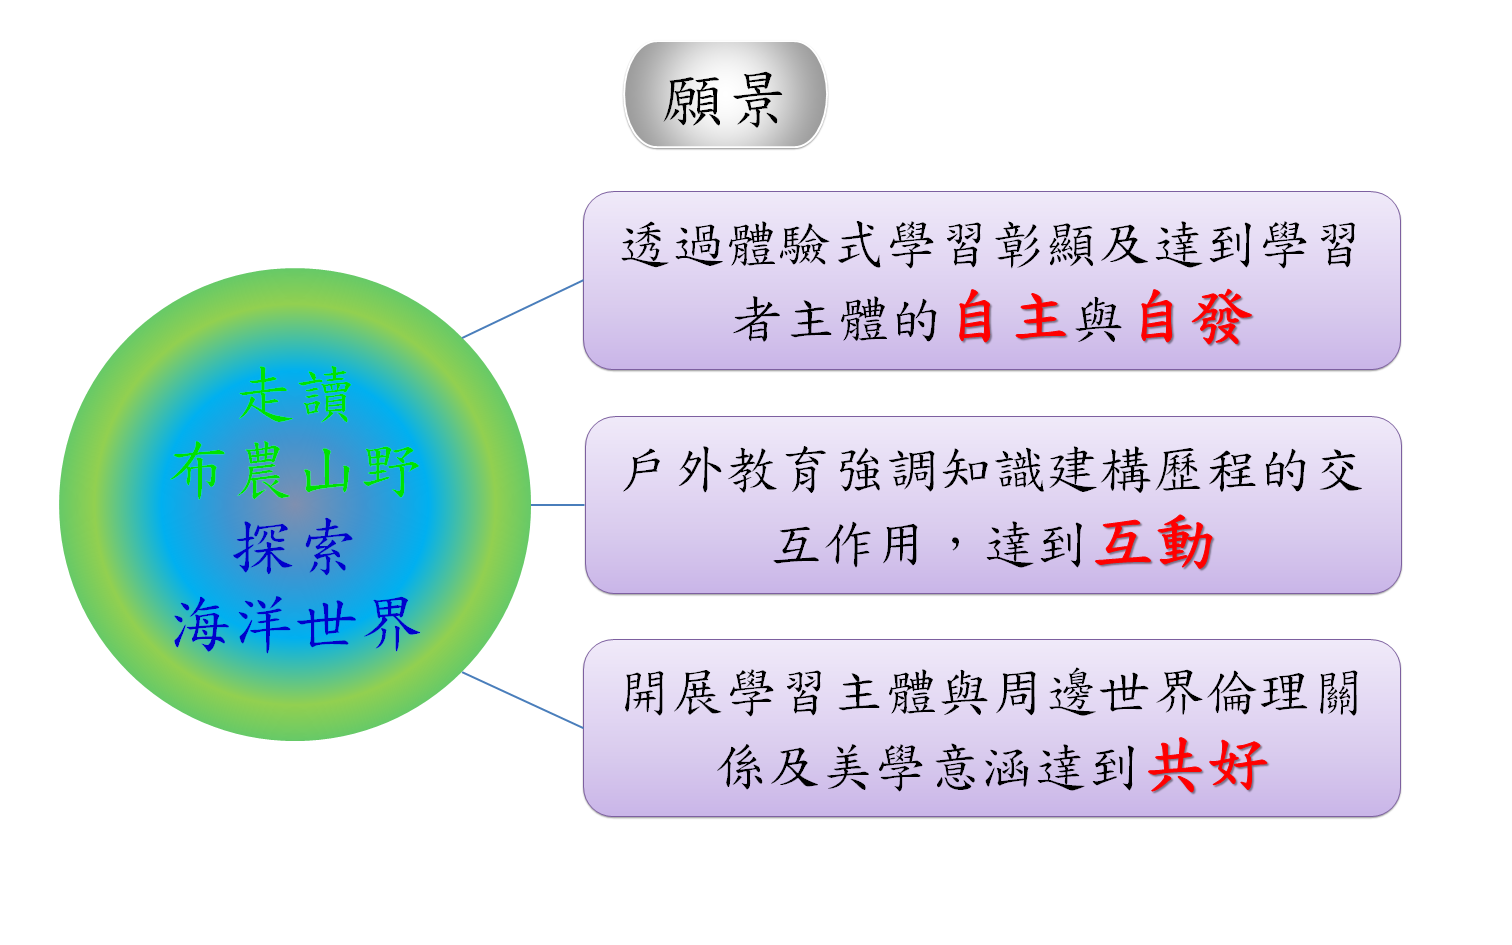 願景
走讀
布農山野
探索
海洋世界
透過體驗式學習彰顯及達到學習
者主體的自主與自發
戶外教育強調知識建構歷程的交
互作用，達到互動
開展學習主體與周邊世界倫理關
係及美學意涵達到共好